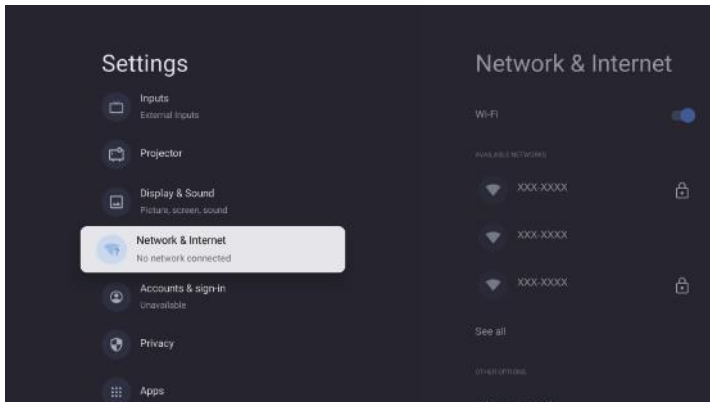 Settings
Inputs
External Inputs
Projector
Display & Sound
Picture, screen, sound
Network & Internet
No network connected
Accounts & sign-in
Unavailable
Privacy
Apps
Network & Internet
Wi-Fi
AVAILABLE NETWORKS
XXX-XXXX
XXX-XXXX
XXX-XXXX
See all
OTHER OPTIONS